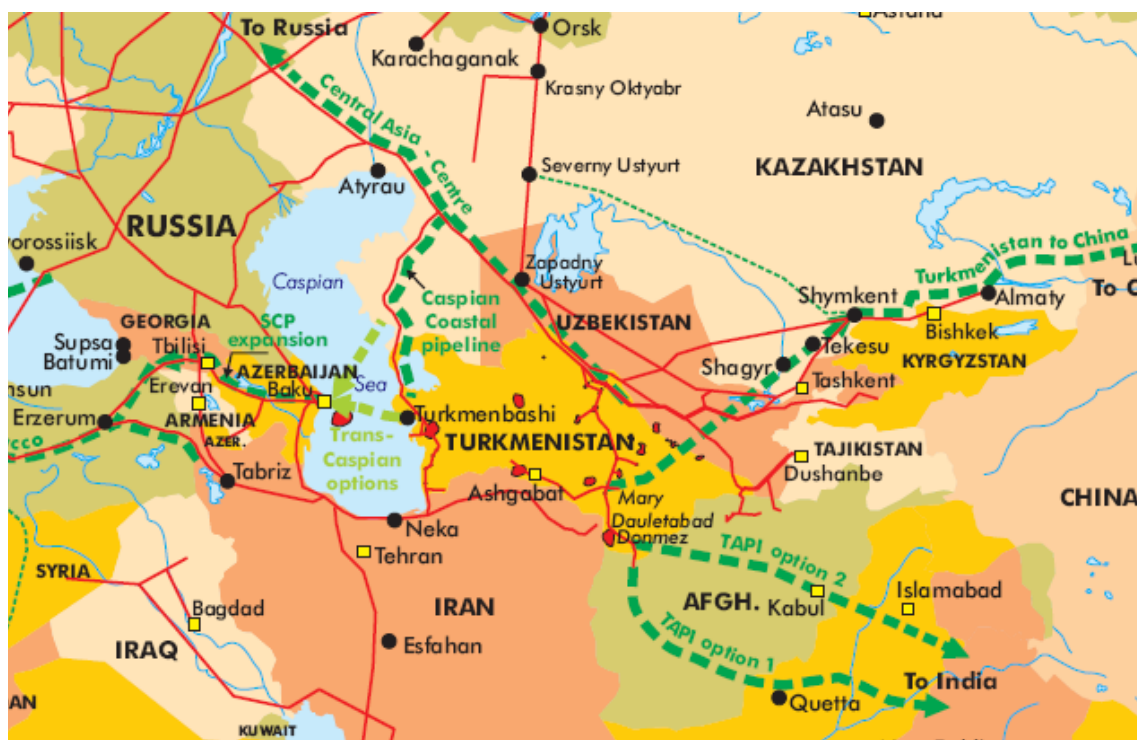 To Russia
Orsk
Astana
Karachaganak
Krasny Oktyabr
Central Asia - Centre
Atasu
Severny Ustyurt
KAZAKHSTAN
Atyrau
RUSSIA
orossiisk
Caspian
Sea
Zapadny
Ustyurt
Turkmenistan to China
Almaty
To C
Shymkent
Bishkek
Caspian
Coastal
pipeline
UZBEKISTAN
KYRGYZSTAN
Tekesu
Shagyr
Tashkent
GEORGIA
Tbilisi
SCP
expansion
Supsa
Batumi
AZERBAIJAN
Baku
Erevan
ARMENIA
AZER.
nsun
Erzerum
cco
Tabriz
Trans-
Caspian
options
Turkmenbashi
TURKMENISTAN
TAJIKISTAN
Dushanbe
Ashgabat
Mary
Dauletabad
Donmez
CHINA
Neka
Tehran
SYRIA
Bagdad
IRAQ
IRAN
Esfahan
TAPI option 2
AFGH.
Kabul
Islamabad
TAPI option 1
Quetta
To India
AN
KUWAIT